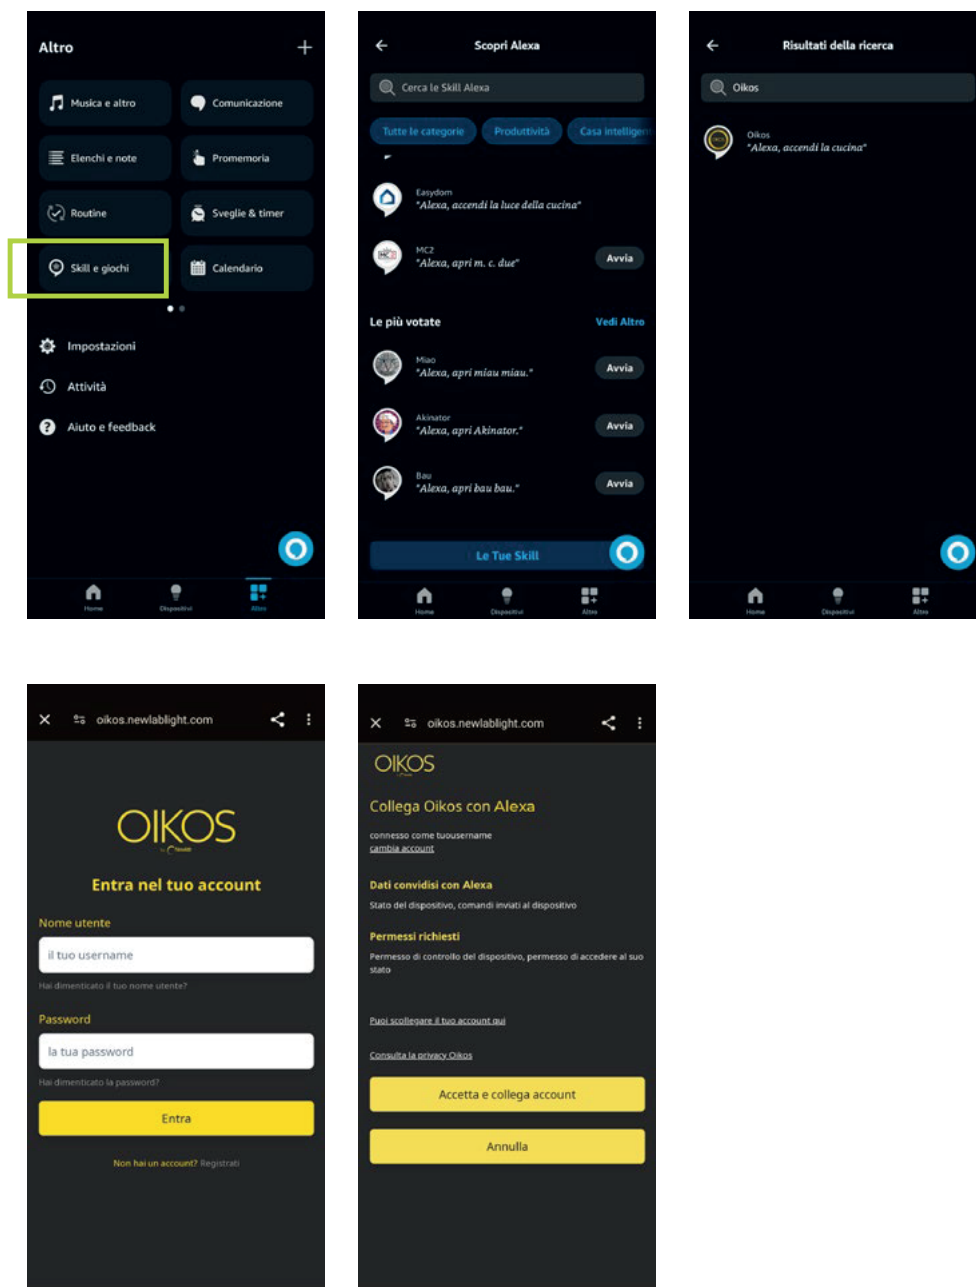 Altro
Musica e altro
Comunicazione
Elenchi e note
Promemoria
Routine
Sveglie & timer
Skill e giochi
Calendario
Impostazioni
Attività
Aiuto e feedback
Home
Dispositivi
Altro
Scopri Alexa
Cerca le Skill Alexa
Tutte le categorie
Produttività
Casa intelligen
Easydom
"Alexa, accendi la luce della cucina"
MC2
"Alexa, apri m. c. due"
Avvia
Le più votate
Vedi Altro
Miao
"Alexa, apri miau miau."
Avvia
Akinator
"Alexa, apri Akinator."
Avvia
Bau
"Alexa, apri bau bau."
Avvia
Le Tue Skill
Home
Dispositivi
Altro
Risultati della ricerca
Oikos
Oikos
"Alexa, accendi la cucina"
Home
Dispositivi
Altro
oikos.newlablight.com
OIKOS
Entra nel tuo account
Nome utente
il tuo username
Hai dimenticato il tuo nome utente?
Password
la tua password
Hai dimenticato la password?
Entra
Non hai un account? Registrati
oikos.newlablight.com
OIKOS
Collega Oikos con Alexa
connesso come tuousername
cambia account
Dati convidisi con Alexa
Stato del dispositivo, comandi inviati al dispositivo
Permessi richiesti
Permesso di controllo del dispositivo, permesso di accedere al suo
stato
Puoi scollegare il tuo account qui
Consulta la privacy Oikos
Accetta e collega account
Annulla